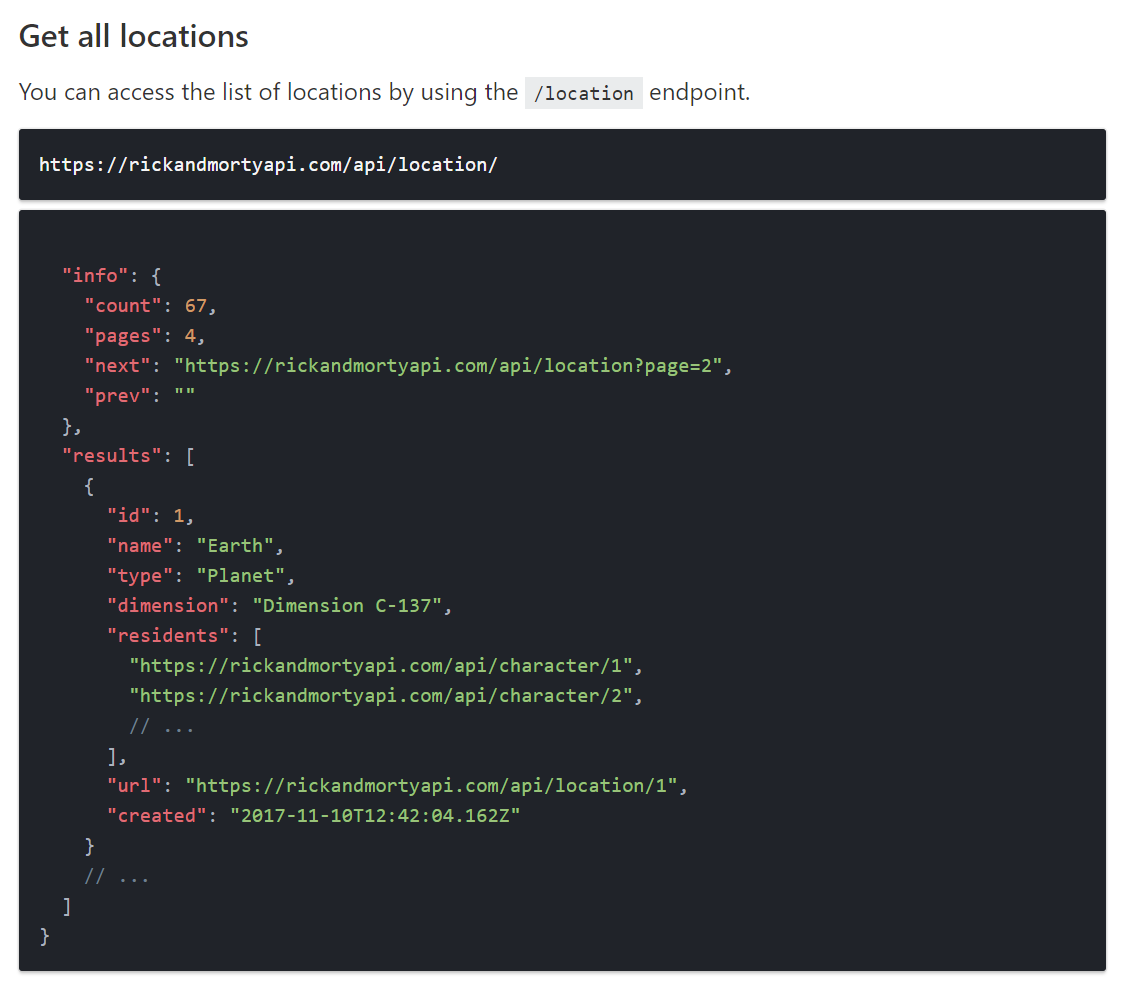 Get all locations
You can access the list of locations by using the /location endpoint.
https://rickandmortyapi.com/api/location/
"info": {
"count": 67,
"pages": 4,
"next": "https://rickandmortyapi.com/api/location?page=2",
"prev": ""
},
"results": [
{
"id": 1,
"name": "Earth",
"type": "Planet",
"dimension": "Dimension C-137",
"residents": [
"https://rickandmortyapi.com/api/character/1",
"https://rickandmortyapi.com/api/character/2",
// ...
],
"url": "https://rickandmortyapi.com/api/location/1",
"created": "2017-11-10T12:42:04.162Z"
}
// ...
]
}